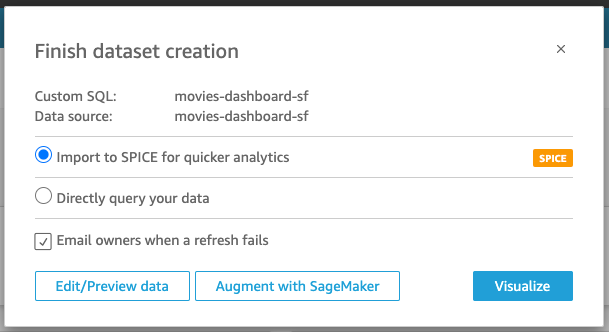 Finish dataset creation
Custom SQL: movies-dashboard-sf
Data source: movies-dashboard-sf
Import to SPICE for quicker analytics SPICE
Directly query your data
Email owners when a refresh fails
Edit/Preview data Augment with SageMaker Visualize